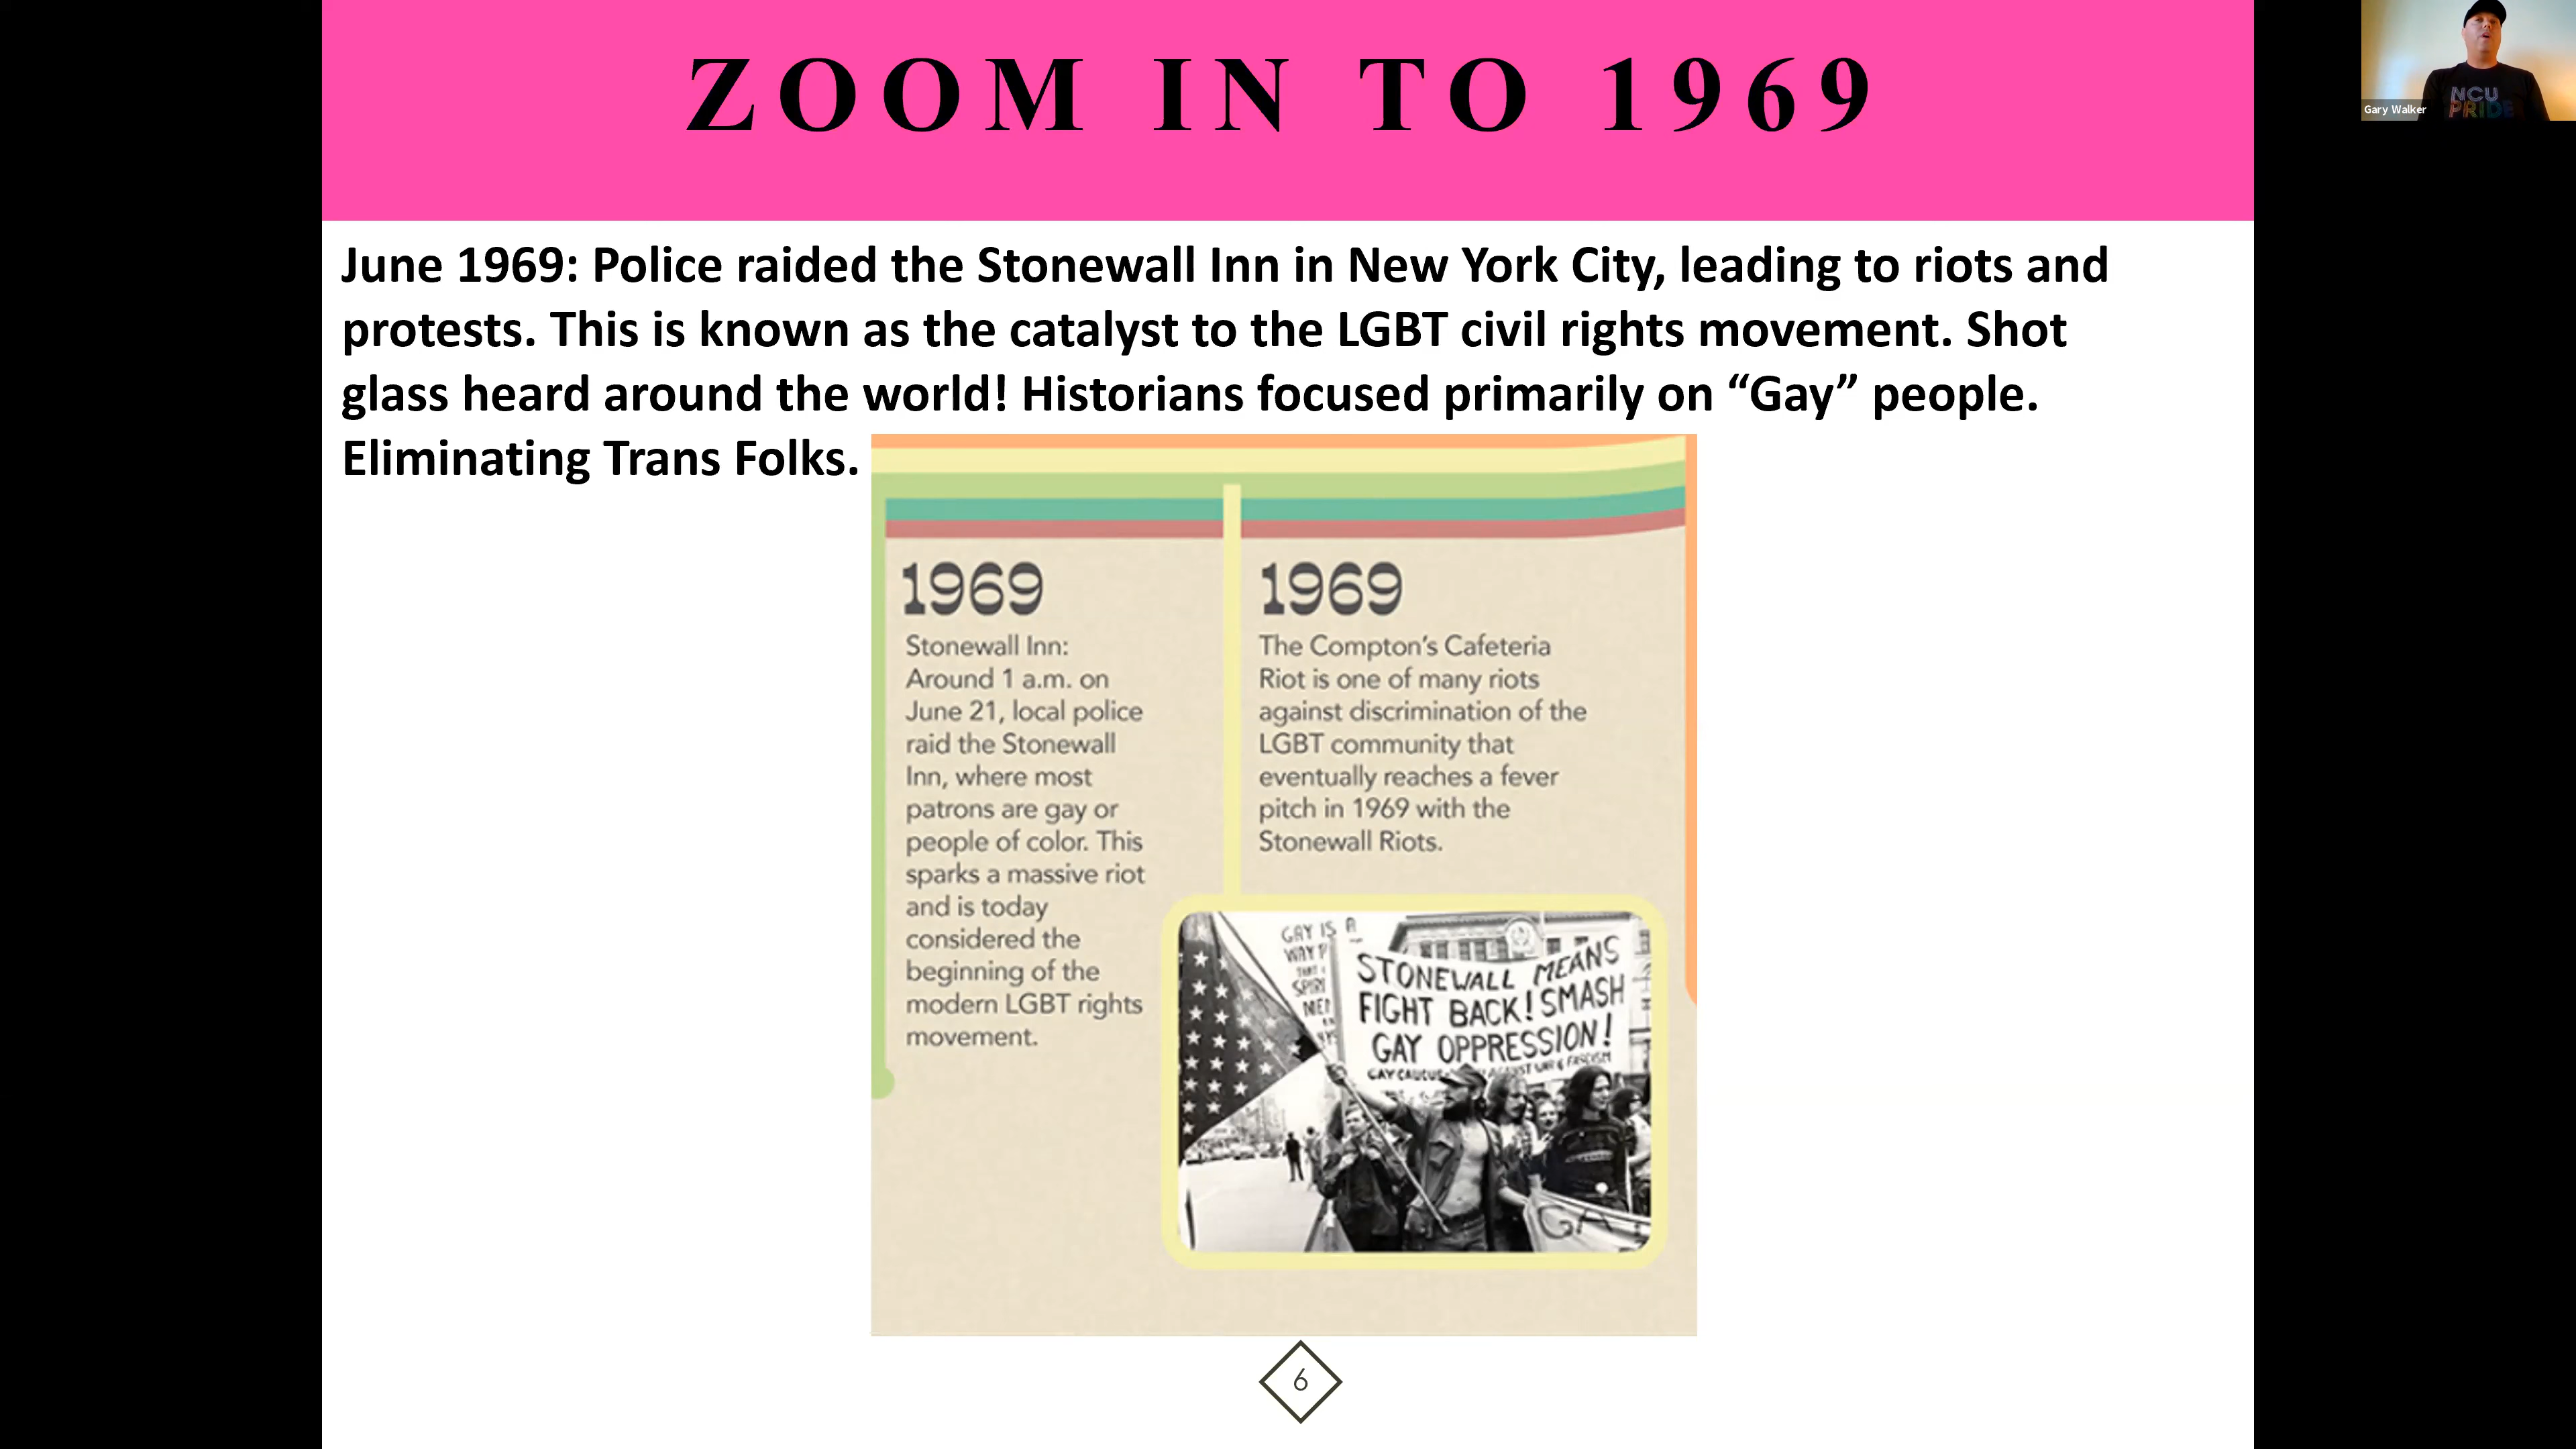 ZOOM IN TO 1969
Gary Walker
NCU
PRIDE
June 1969: Police raided the Stonewall Inn in New York City, leading to riots and
protests. This is known as the catalyst to the LGBT civil rights movement. Shot
glass heard around the world! Historians focused primarily on “Gay” people.
Eliminating Trans Folks.
1969
Stonewall Inn:
Around 1 a.m. on
June 21, local police
raid the Stonewall
Inn, where most
patrons are gay or
people of color. This
sparks a massive riot
and is today
considered the
beginning of the
modern LGBT rights
movement.
1969
The Compton’s Cafeteria
Riot is one of many riots
against discrimination of the
LGBT community that
eventually reaches a fever
pitch in 1969 with the
Stonewall Riots.
GAY IS A
WAY
STONEWALL MEANS
FIGHT BACK! SMASH
GAY OPPRESSION!
GAY CAUCUS
FASCISM
6